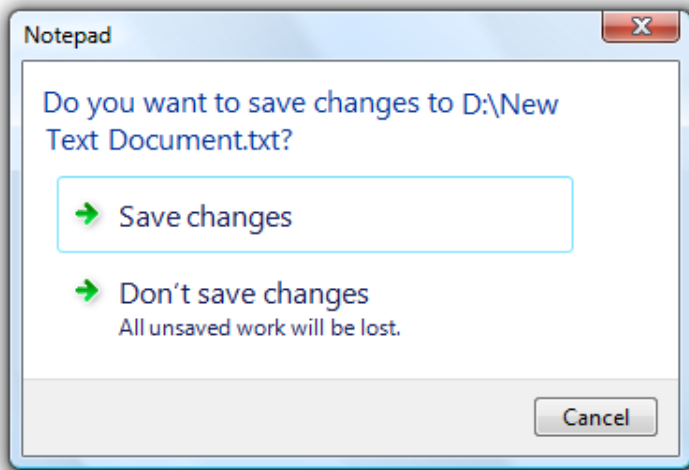 Notepad
Do you want to save changes to D:\New
Text Document.txt?
Save changes
Don't save changes
All unsaved work will be lost.
Cancel